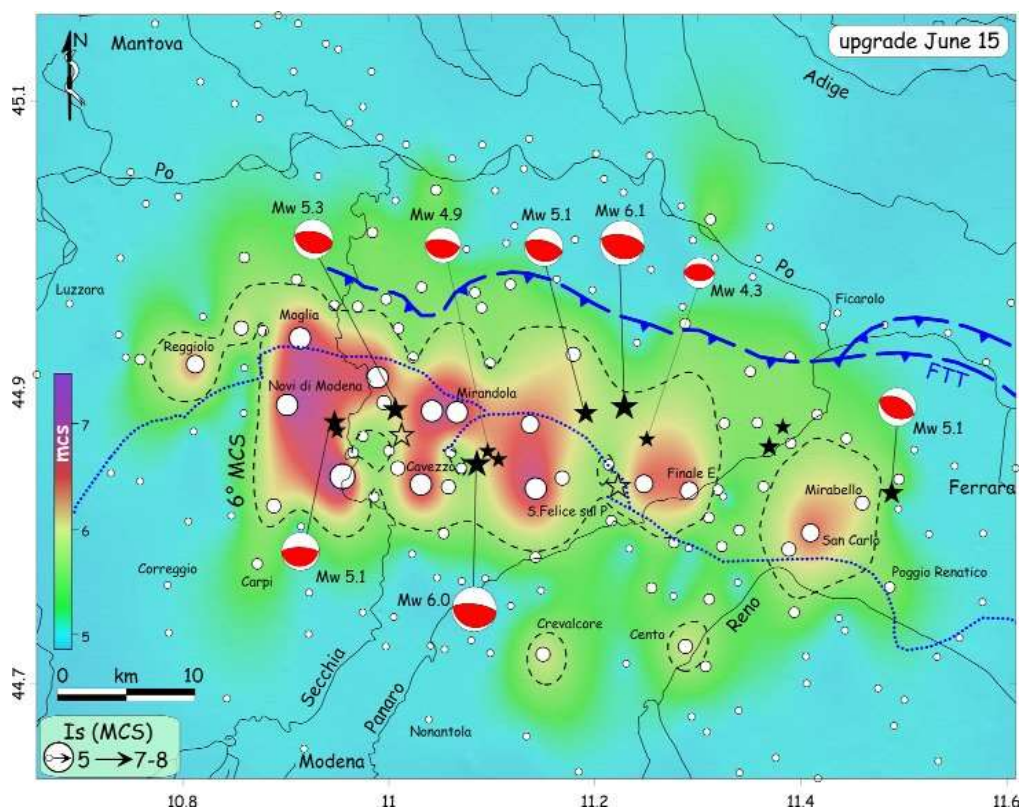 upgrade June 15
N
Mantova
Adige
45.1
Po
Mw 5.3
Mw 4.9
Mw 5.1
Mw 6.1
Mw 4.3
Po
Luzzara
Ficarolo
Moglia
Reggiolo
FTT
44.9
Novi di Modena
Mirandola
Mw 5.1
mcs
7
6° MCS
Cavezzo
Finale E.
Mirabello
Ferrara
S.Felice sul P.
6
San Carlo
Mw 5.1
Correggio
Carpi
Poggio Renatico
Mw 6.0
Crevalcore
Cento
Reno
5
0 km 10
44.7
Secchia
Panaro
Nonantola
Is (MCS)
5 7-8
Modena
10.8 11 11.2 11.4 11.6